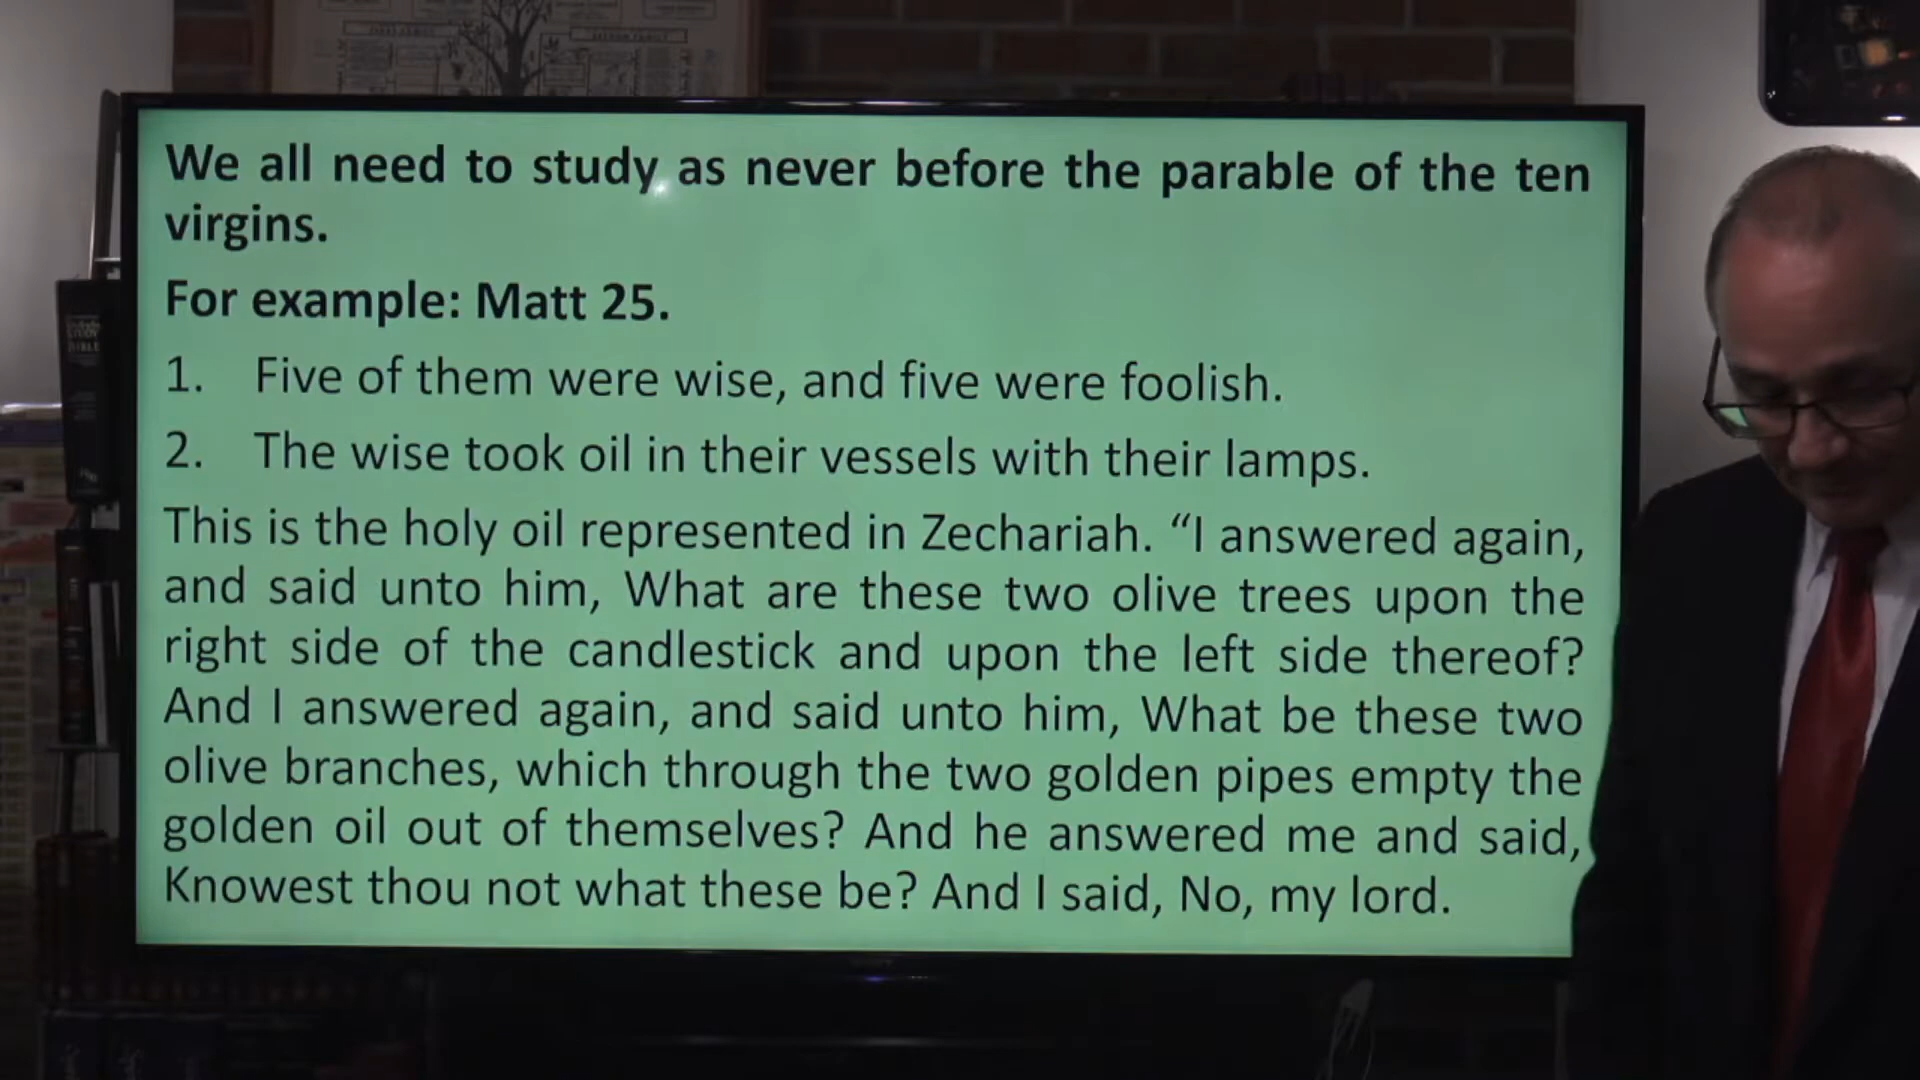 We all need to study as never before the parable of the ten
virgins.
For example: Matt 25.
1. Five of them were wise, and five were foolish.
2. The wise took oil in their vessels with their lamps.
This is the holy oil represented in Zechariah. “I answered again,
and said unto him, What are these two olive trees upon the
right side of the candlestick and upon the left side thereof?
And I answered again, and said unto him, What be these two
olive branches, which through the two golden pipes empty the
golden oil out of themselves? And he answered me and said,
Knowest thou not what these be? And I said, No, my lord.